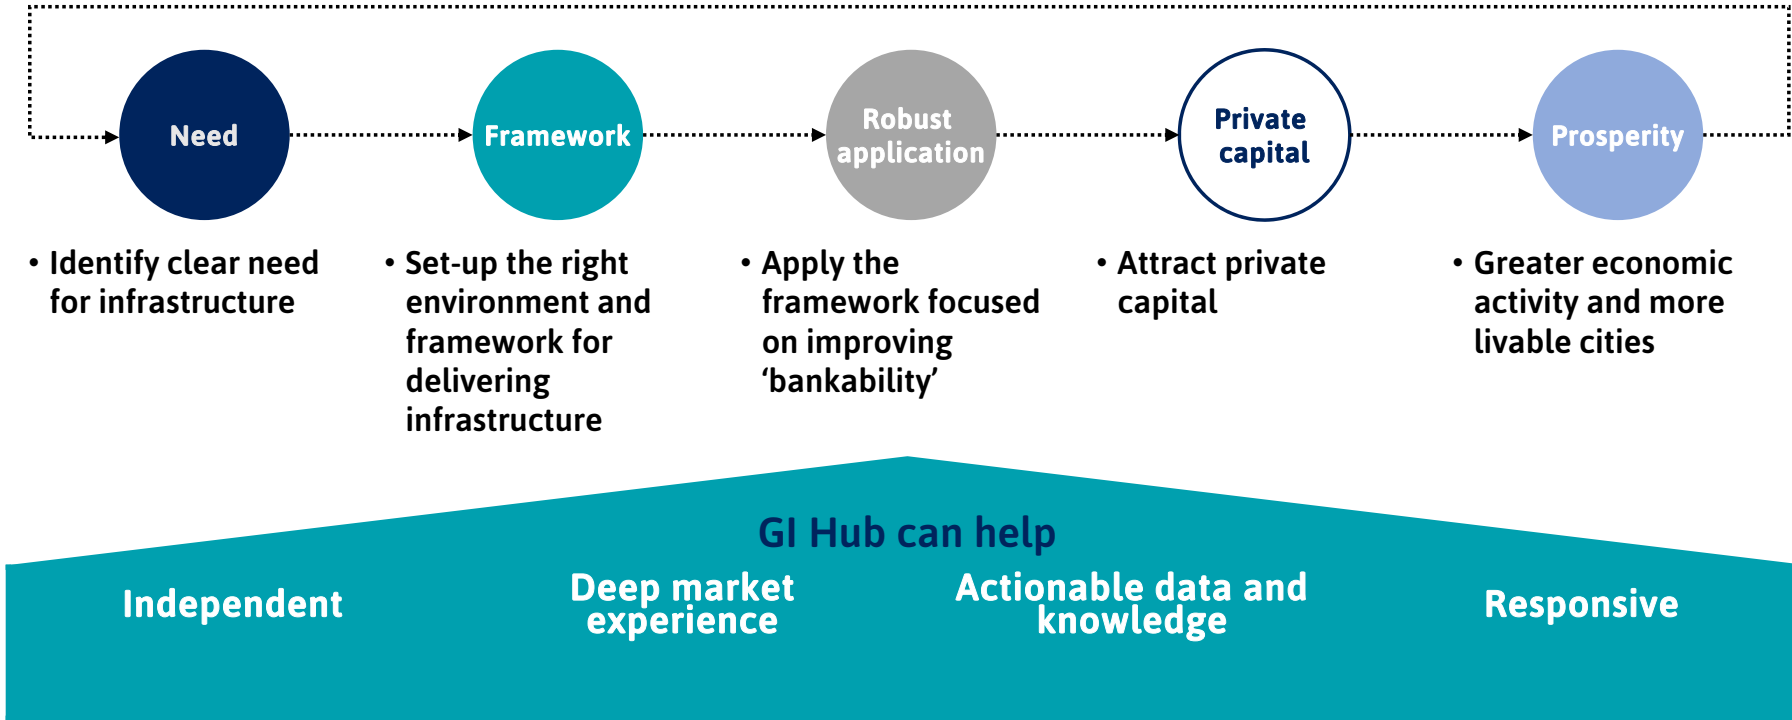 Need
Framework
Robust
application
Private
capital
Prosperity
• Identify clear need
for infrastructure
• Set-up the right
environment and
framework for
delivering
infrastructure
• Apply the
framework focused
on improving
‘bankability’
• Attract private
capital
• Greater economic
activity and more
livable cities
GI Hub can help
Independent
Deep market
experience
Actionable data and
knowledge
Responsive